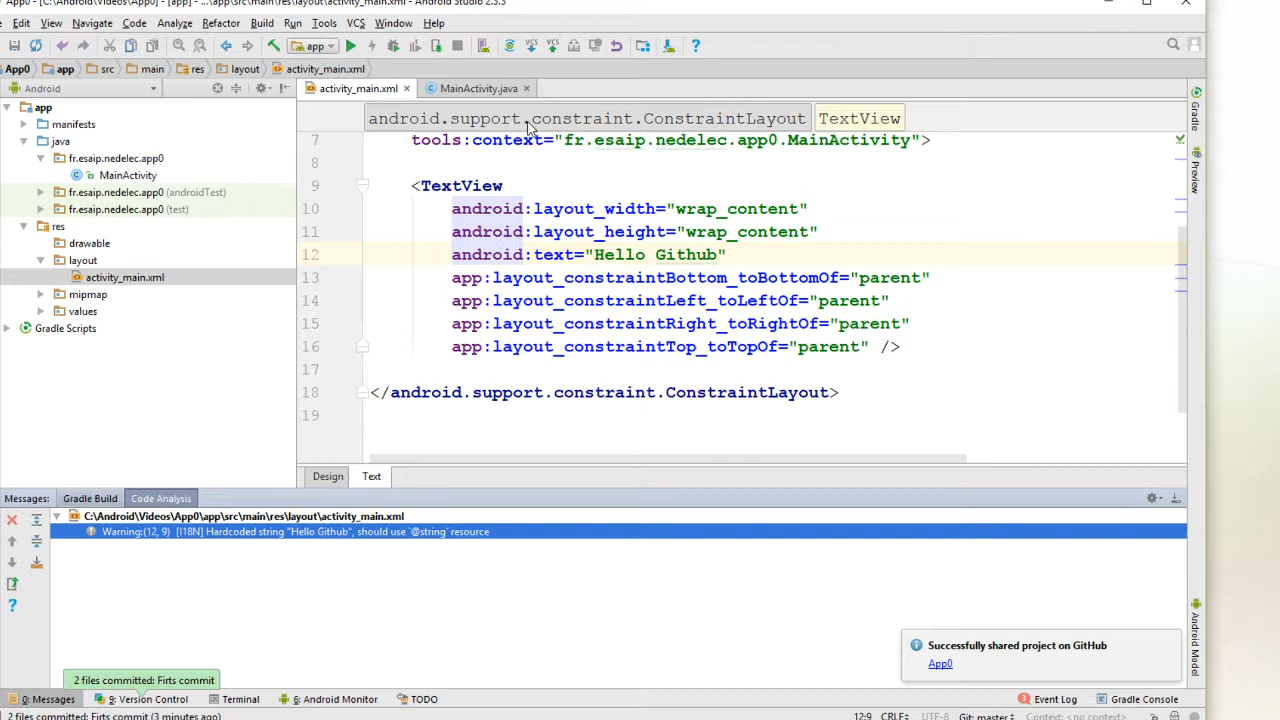 App0 - [C:\Android\Videos\App0] - [app] - ...\app\src\main\res\layout\activity_main.xml - Android Studio 2.3.3
Edit View Navigate Code Analyze Refactor Build Run Tools VCS Window Help
app
App0 app src main res layout activity_main.xml
Android
activity_main.xml MainActivity.java
android.support.constraint.ConstraintLayout TextView
7 tools:context="fr.esaip.nedelec.app0.MainActivity">
8
9 <TextView
10 android:layout_width="wrap_content"
11 android:layout_height="wrap_content"
12 android:text="Hello Github"
13 app:layout_constraintBottom_toBottomOf="parent"
14 app:layout_constraintLeft_toLeftOf="parent"
15 app:layout_constraintRight_toRightOf="parent"
16 app:layout_constraintTop_toTopOf="parent" />
17
18 </android.support.constraint.ConstraintLayout>
19
app
manifests
java
fr.esaip.nedelec.app0
MainActivity
fr.esaip.nedelec.app0 (androidTest)
fr.esaip.nedelec.app0 (test)
res
drawable
layout
activity_main.xml
mipmap
values
Gradle Scripts
Design Text
Gradle
Preview
Android Model
Messages: Gradle Build Code Analysis
C:\Android\Videos\App0\app\src\main\res\layout\activity_main.xml
Warning:(12, 9) [I18N] Hardcoded string "Hello Github", should use `@string` resource
Successfully shared project on GitHub
App0
2 files committed: Firts commit
0: Messages 9: Version Control Terminal 6: Android Monitor TODO 3 Event Log Gradle Console
2 files committed: Firts commit (3 minutes ago) 12:9 CRLF UTF-8 Git: master Context: <no context>